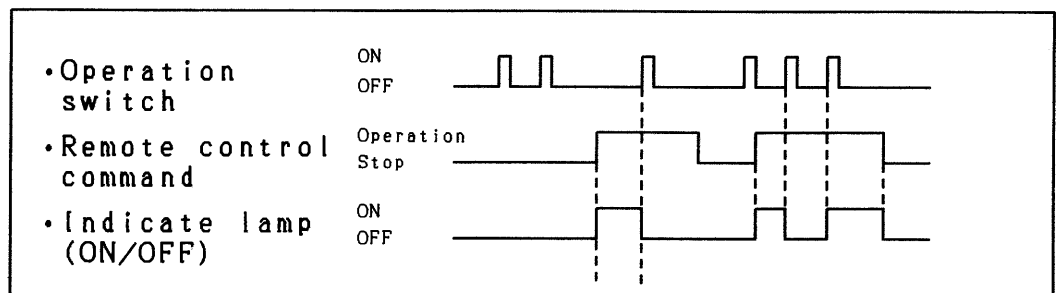 •Operation
switch
ON
OFF
•Remote control
command
Operation
Stop
•Indicate lamp
(ON/OFF)
ON
OFF